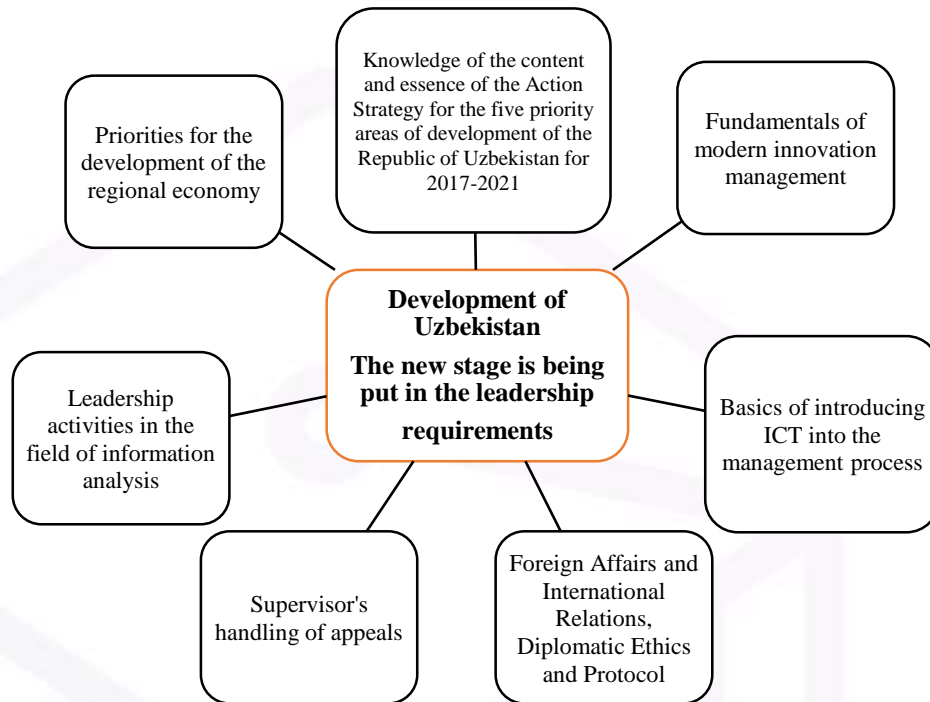 Knowledge of the content
and essence of the Action
Strategy for the five priority
areas of development of the
Republic of Uzbekistan for
2017-2021
Priorities for the
development of the
regional economy
Fundamentals of
modern innovation
management
Development of
Uzbekistan
The new stage is being
put in the leadership
requirements
Leadership
activities in the
field of information
analysis
Basics of introducing
ICT into the
management process
Supervisor's
handling of appeals
Foreign Affairs and
International
Relations,
Diplomatic Ethics
and Protocol